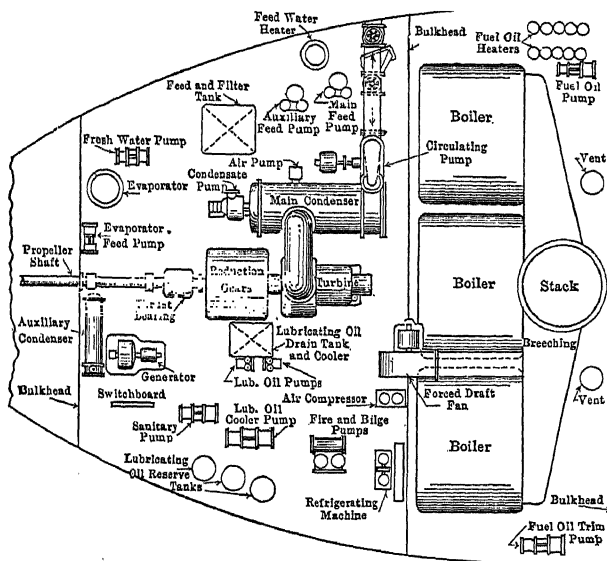 Feed Water
Heater
Bulkhead
Fuel Oil
Heaters
Fuel Oil
Pump
Feed and Filter
Tank
Auxiliary
Feed Pump
Main
Feed
Pump
Boiler
Circulating
Pump
Fresh Water Pump
Air Pump
Condensate
Pump
Vent
Evaporator
Main Condenser
Evaporator
Feed Pump
Propeller
Shaft
Reduction
Gears
Turbine
Boiler
Stack
Thrust
Bearing
Auxiliary
Condenser
Lubricating Oil
Drain Tank
and Cooler
Breeching
Generator
Lub. Oil Pumps
Bulkhead
Switchboard
Air Compressor
Forced Draft
Fan
Vent
Sanitary
Pump
Lub. Oil
Cooler Pump
Fire and Bilge
Pumps
Boiler
Lubricating
Oil Reserve
Tanks
Refrigerating
Machine
Bulkhead
Fuel Oil Trim
Pump